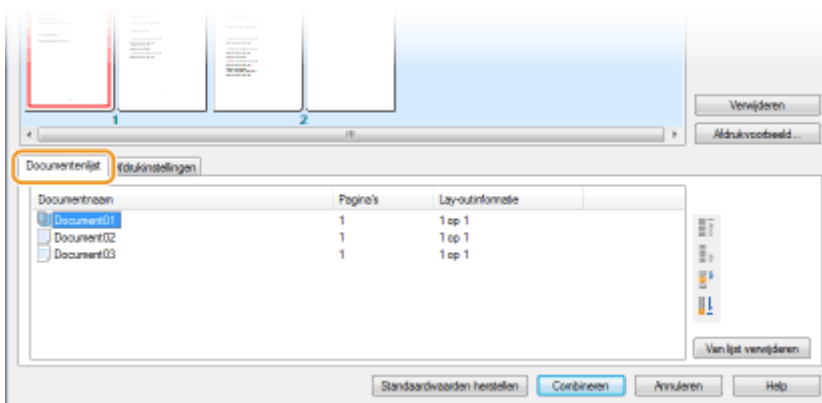 1 2
Verwijderen
Afdrukvoorbeeld...
Documentenlijst Afdrukinstellingen
Documentnaam Pagina's Lay-outinformatie
Document01 1 1 op 1
Document02 1 1 op 1
Document03 1 1 op 1
Van lijst verwijderen
Standaardwaarden herstellen Combineren Annuleren Help